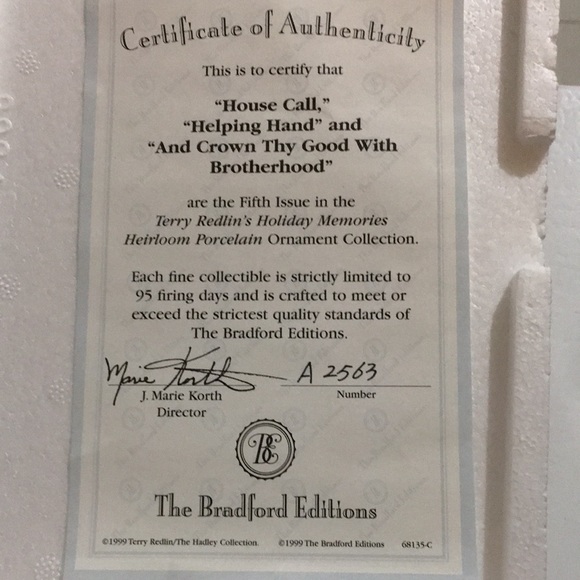 Certificate of Authenticity
This is to certify that
“House Call,”
“Helping Hand” and
“And Crown Thy Good With
Brotherhood”
are the Fifth Issue in the
Terry Redlin's Holiday Memories
Heirloom Porcelain Ornament Collection.
Each fine collectible is strictly limited to
95 firing days and is crafted to meet or
exceed the strictest quality standards of
The Bradford Editions.
Marie Korth A 2563
J. Marie Korth Number
Director
BE
The Bradford Editions
©1999 Terry Redlin/The Hadley Collection. ©1999 The Bradford Editions 68135-C